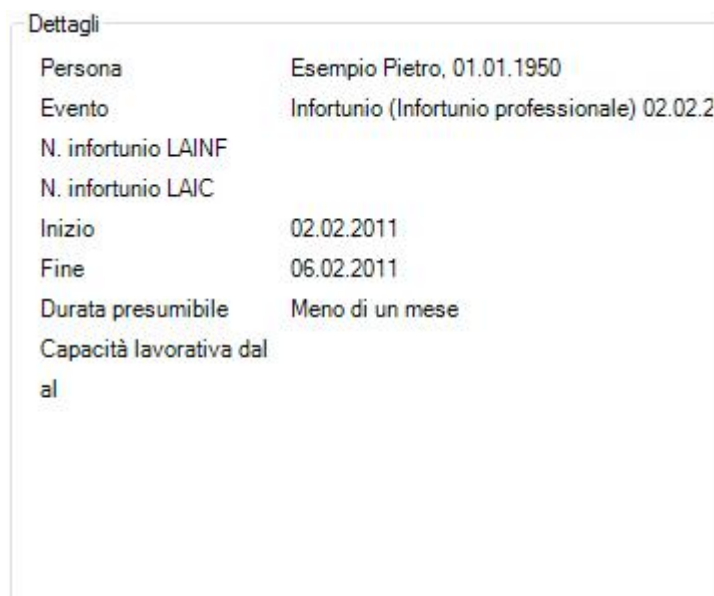 Dettagli
Persona Esempio Pietro, 01.01.1950
Evento Infortunio (Infortunio professionale) 02.02.2
N. infortunio LAINF
N. infortunio LAIC
Inizio 02.02.2011
Fine 06.02.2011
Durata presumibile Meno di un mese
Capacità lavorativa dal
al